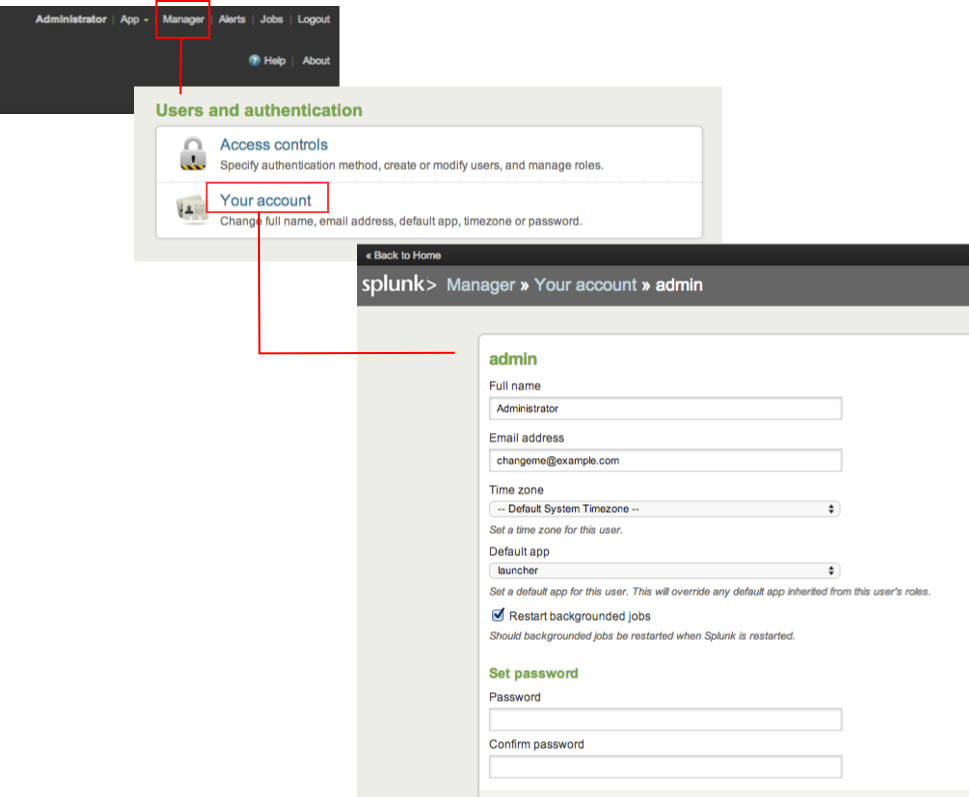 Administrator | App | Manager | Alerts | Jobs | Logout
? Help | About
Users and authentication
Access controls
Specify authentication method, create or modify users, and manage roles.
Your account
Change full name, email address, default app, timezone or password.
« Back to Home
splunk> Manager » Your account » admin
admin
Full name
Administrator
Email address
changeme@example.com
Time zone
-- Default System Timezone --
Set a time zone for this user.
Default app
launcher
Set a default app for this user. This will override any default app inherited from this user's roles.
Restart backgrounded jobs
Should backgrounded jobs be restarted when Splunk is restarted.
Set password
Password
Confirm password